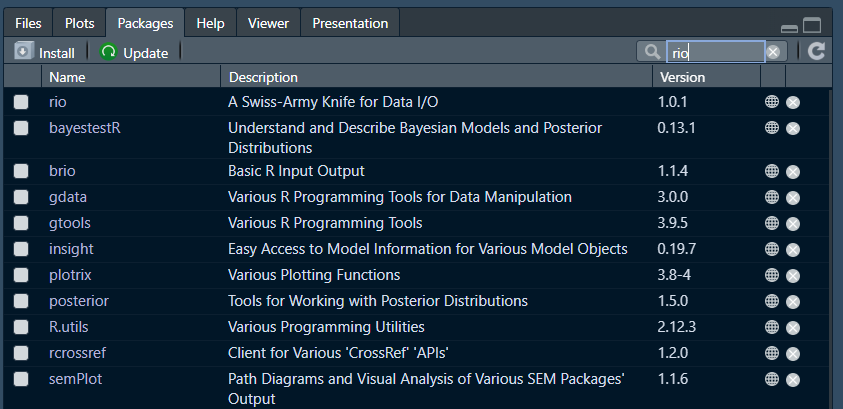 Files Plots Packages Help Viewer Presentation
Install Update rio
Name Description Version
rio A Swiss-Army Knife for Data I/O 1.0.1
bayestestR Understand and Describe Bayesian Models and Posterior 0.13.1
Distributions
brio Basic R Input Output 1.1.4
gdata Various R Programming Tools for Data Manipulation 3.0.0
gtools Various R Programming Tools 3.9.5
insight Easy Access to Model Information for Various Model Objects 0.19.7
plotrix Various Plotting Functions 3.8-4
posterior Tools for Working with Posterior Distributions 1.5.0
R.utils Various Programming Utilities 2.12.3
rcrossref Client for Various 'CrossRef' 'APIs' 1.2.0
semPlot Path Diagrams and Visual Analysis of Various SEM Packages' 1.1.6
Output